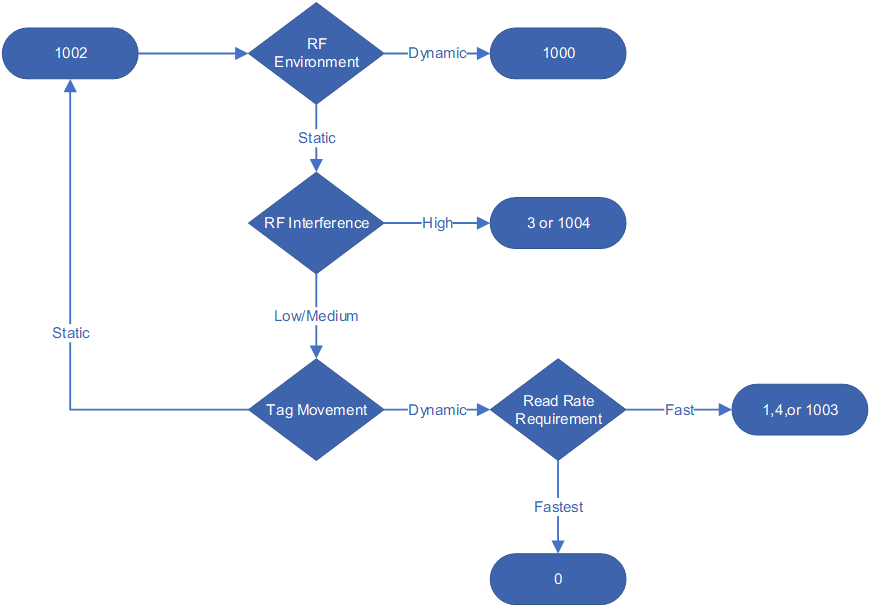 1002
RF
Environment
Dynamic
1000
Static
RF Interference
High
3 or 1004
Low/Medium
Static
Tag Movement
Dynamic
Read Rate
Requirement
Fast
1,4,or 1003
Fastest
0